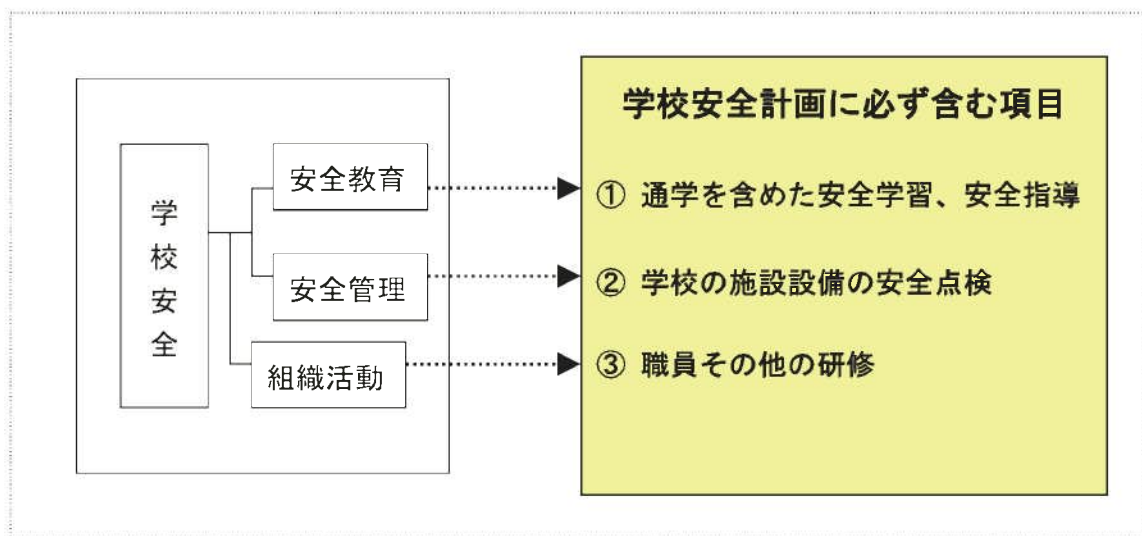 学校安全
安全教育
安全管理
組織活動
学校安全計画に必ず含む項目
① 通学を含めた安全学習、安全指導
② 学校の施設設備の安全点検
③ 職員その他の研修